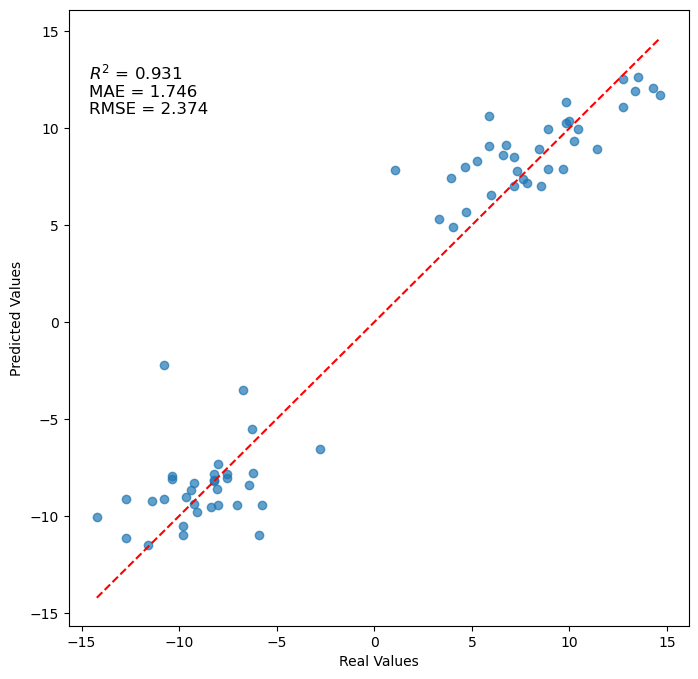 15
10
5
0
−5
−10
−15
R² = 0.931
MAE = 1.746
RMSE = 2.374
Predicted Values
−15 −10 −5 0 5 10 15
Real Values